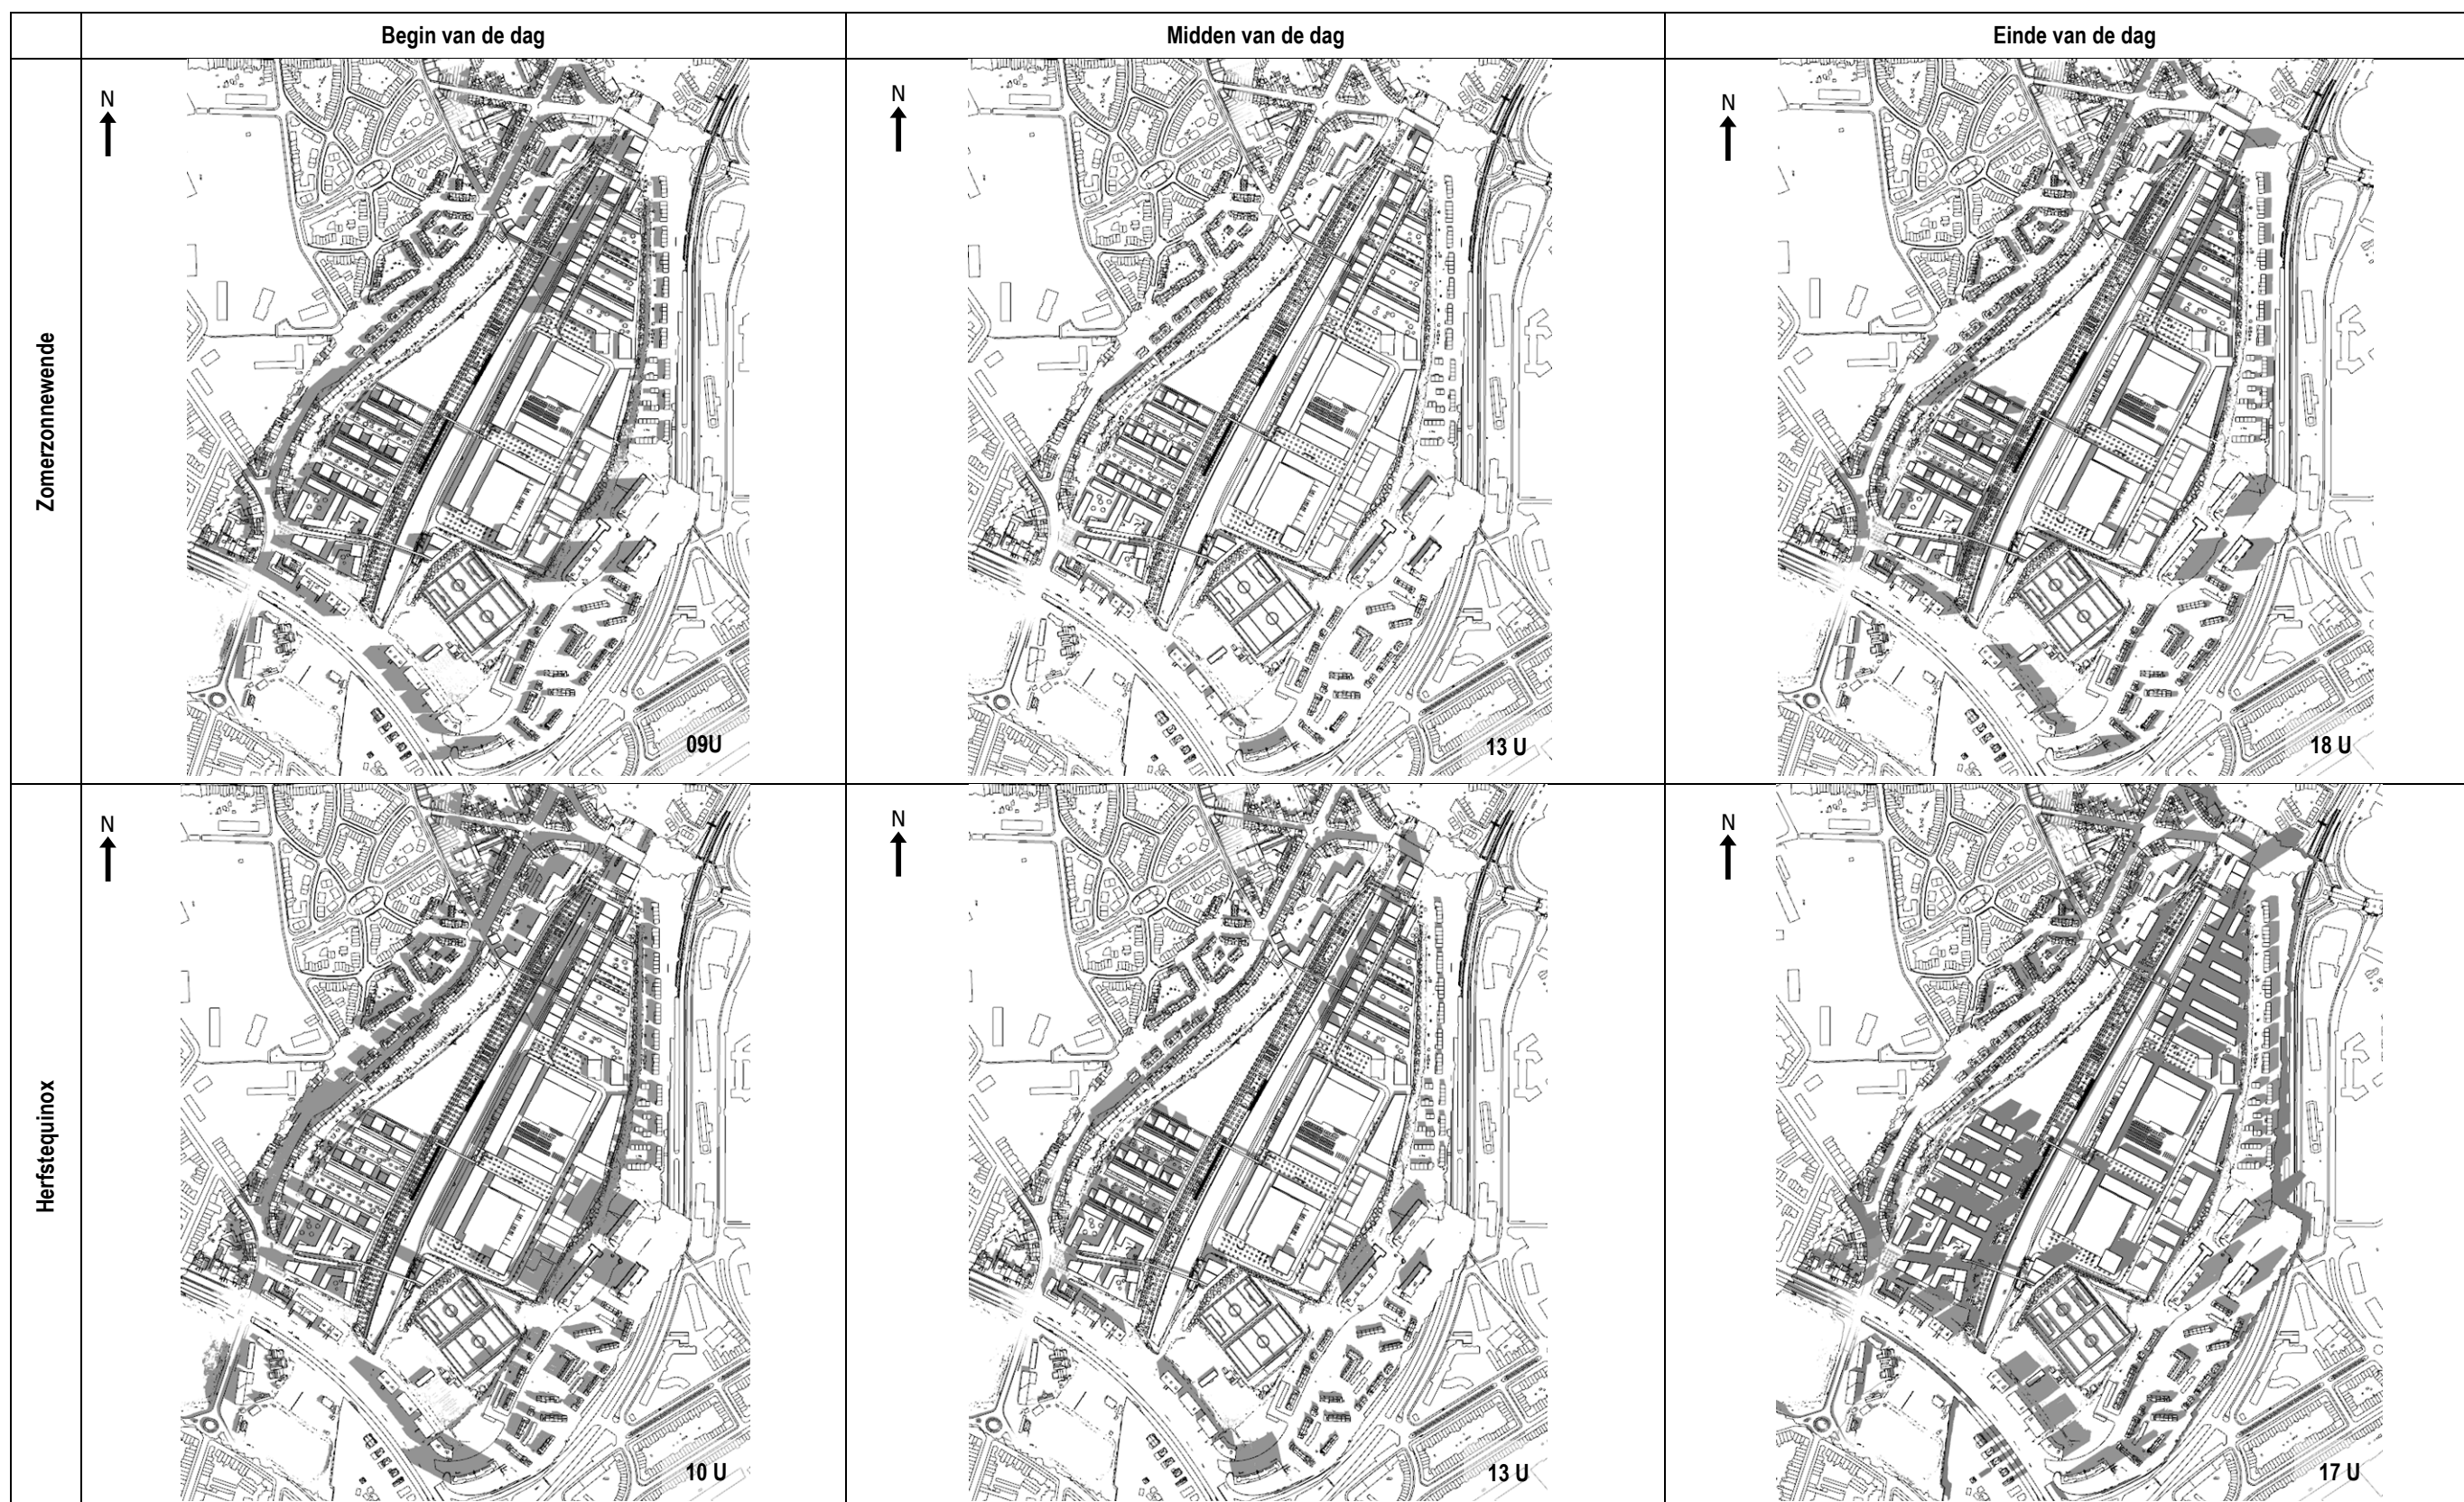 Begin van de dag
Midden van de dag
Einde van de dag
Zomerzonnewende
N
09U
N
13 U
N
18 U
Herfstequinox
N
10 U
N
13 U
N
17 U